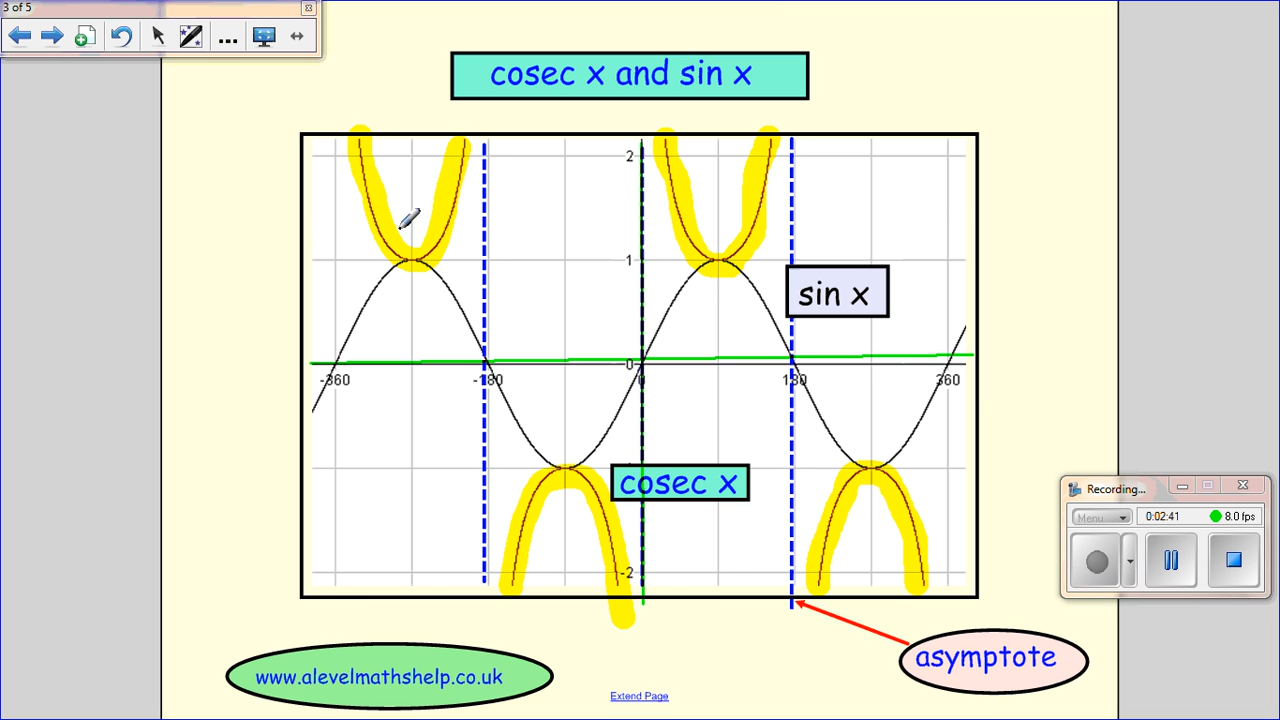 3 of 5
...
cosec x and sin x
2
1
sin x
0
-360
-180
0
180
360
cosec x
-2
Recording...
Menu
0:02:41
8.0 fps
asymptote
www.alevelmathshelp.co.uk
Extend Page